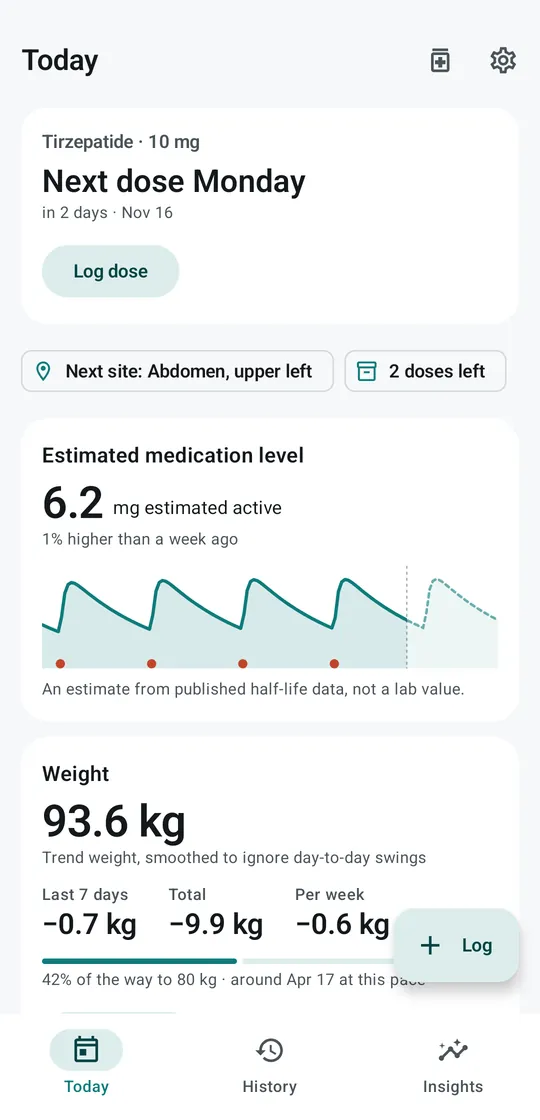 Today
Tirzepatide · 10 mg
Next dose Monday
in 2 days · Nov 16
Log dose
Next site: Abdomen, upper left
2 doses left
Estimated medication level
6.2 mg estimated active
1% higher than a week ago
An estimate from published half-life data, not a lab value.
Weight
93.6 kg
Trend weight, smoothed to ignore day-to-day swings
Last 7 days Total Per week
−0.7 kg −9.9 kg −0.6 kg
Log
42% of the way to 80 kg · around Apr 17 at this pace
Today History Insights